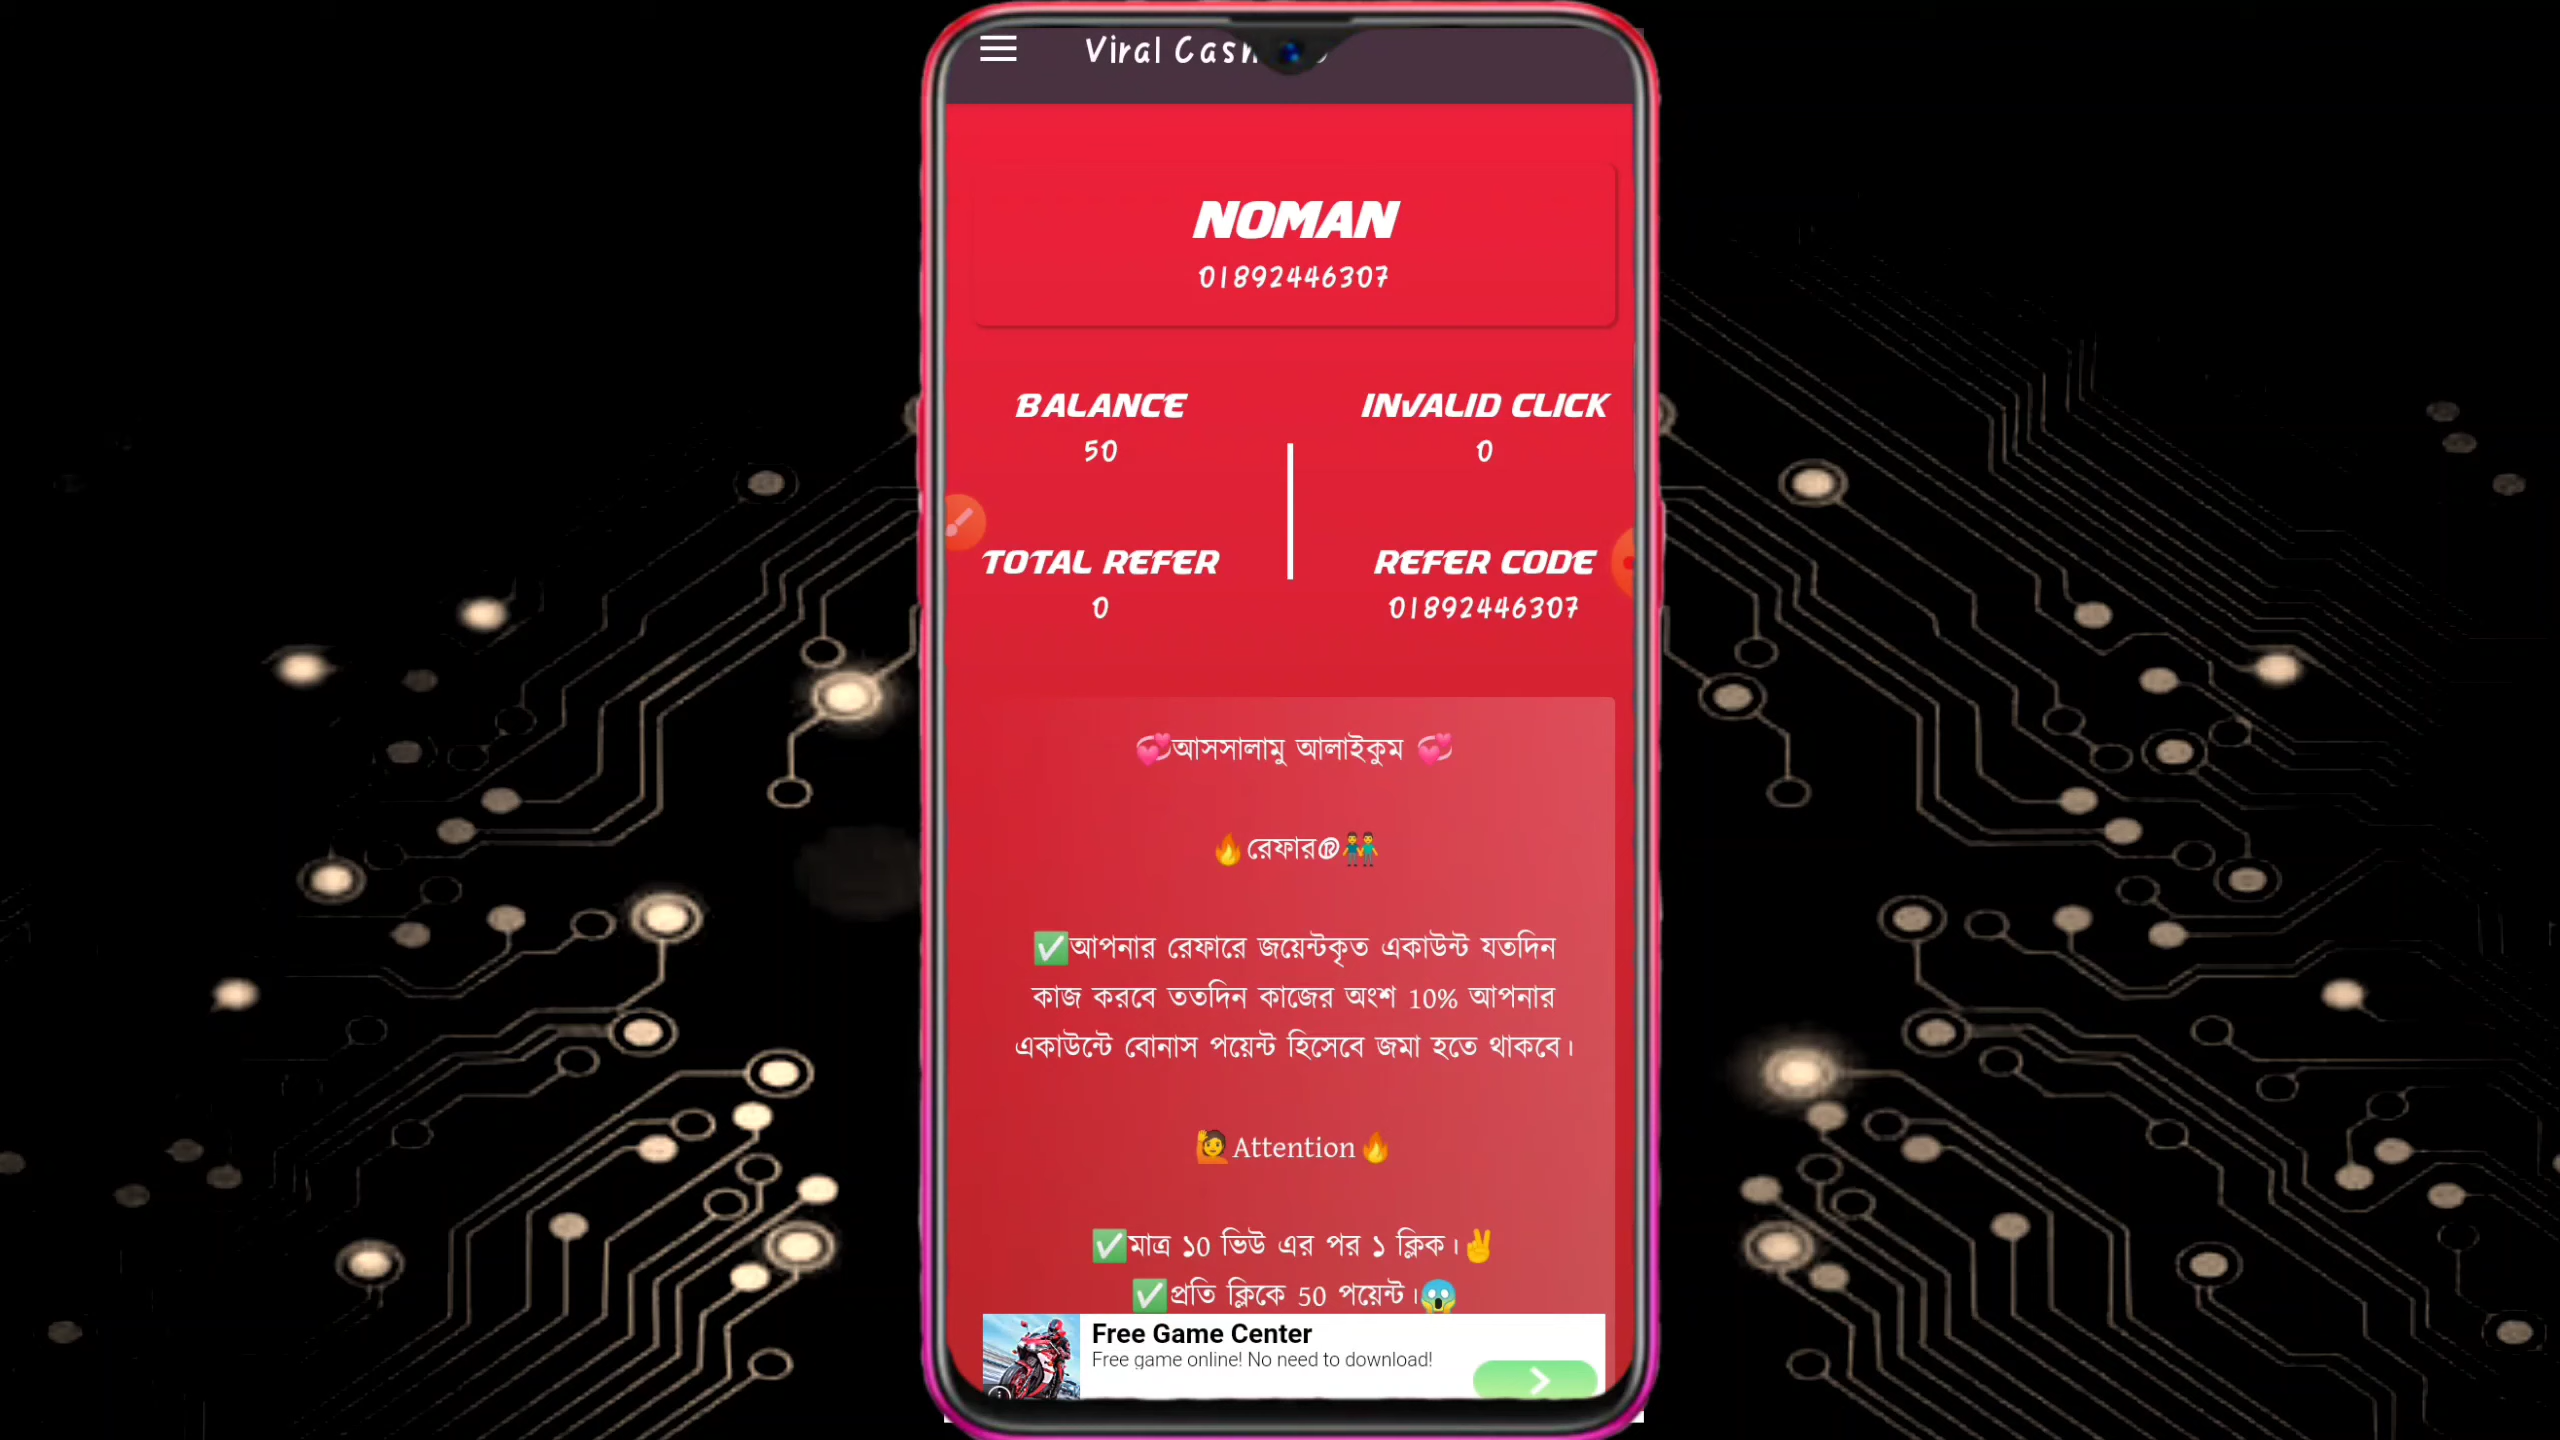 Viral Cash
NOMAN
01892446307
BALANCE
50
INVALID CLICK
0
TOTAL REFER
0
REFER CODE
01892446307
💞আসসালামু আলাইকুম 💞
🔥রেফার℗👬
✅আপনার রেফারে জয়েন্টকৃত একাউন্ট যতদিন
কাজ করবে ততদিন কাজের অংশ 10% আপনার
একাউন্টে বোনাস পয়েন্ট হিসেবে জমা হতে থাকবে।
🙋Attention🔥
✅মাত্র ১0 ভিউ এর পর ১ ক্লিক।✌
✅প্রতি ক্লিকে 50 পয়েন্ট।😱
Free Game Center
Free game online! No need to download!